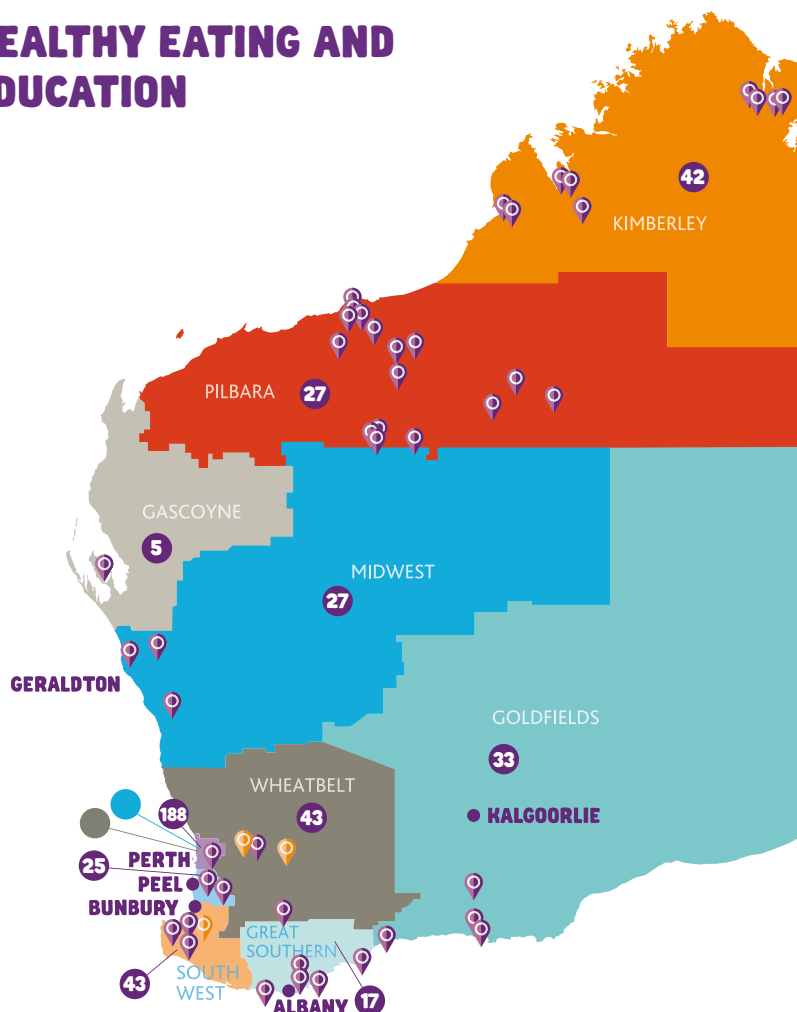 EALTHY EATING AND
DUCATION
42
KIMBERLEY
PILBARA 27
GASCOYNE
5
MIDWEST
27
GERALDTON
GOLDFIELDS
33
WHEATBELT
43
KALGOORLIE
188
PERTH
25
PEEL
BUNBURY
GREAT
SOUTHERN
SOUTH
WEST
43
ALBANY
17